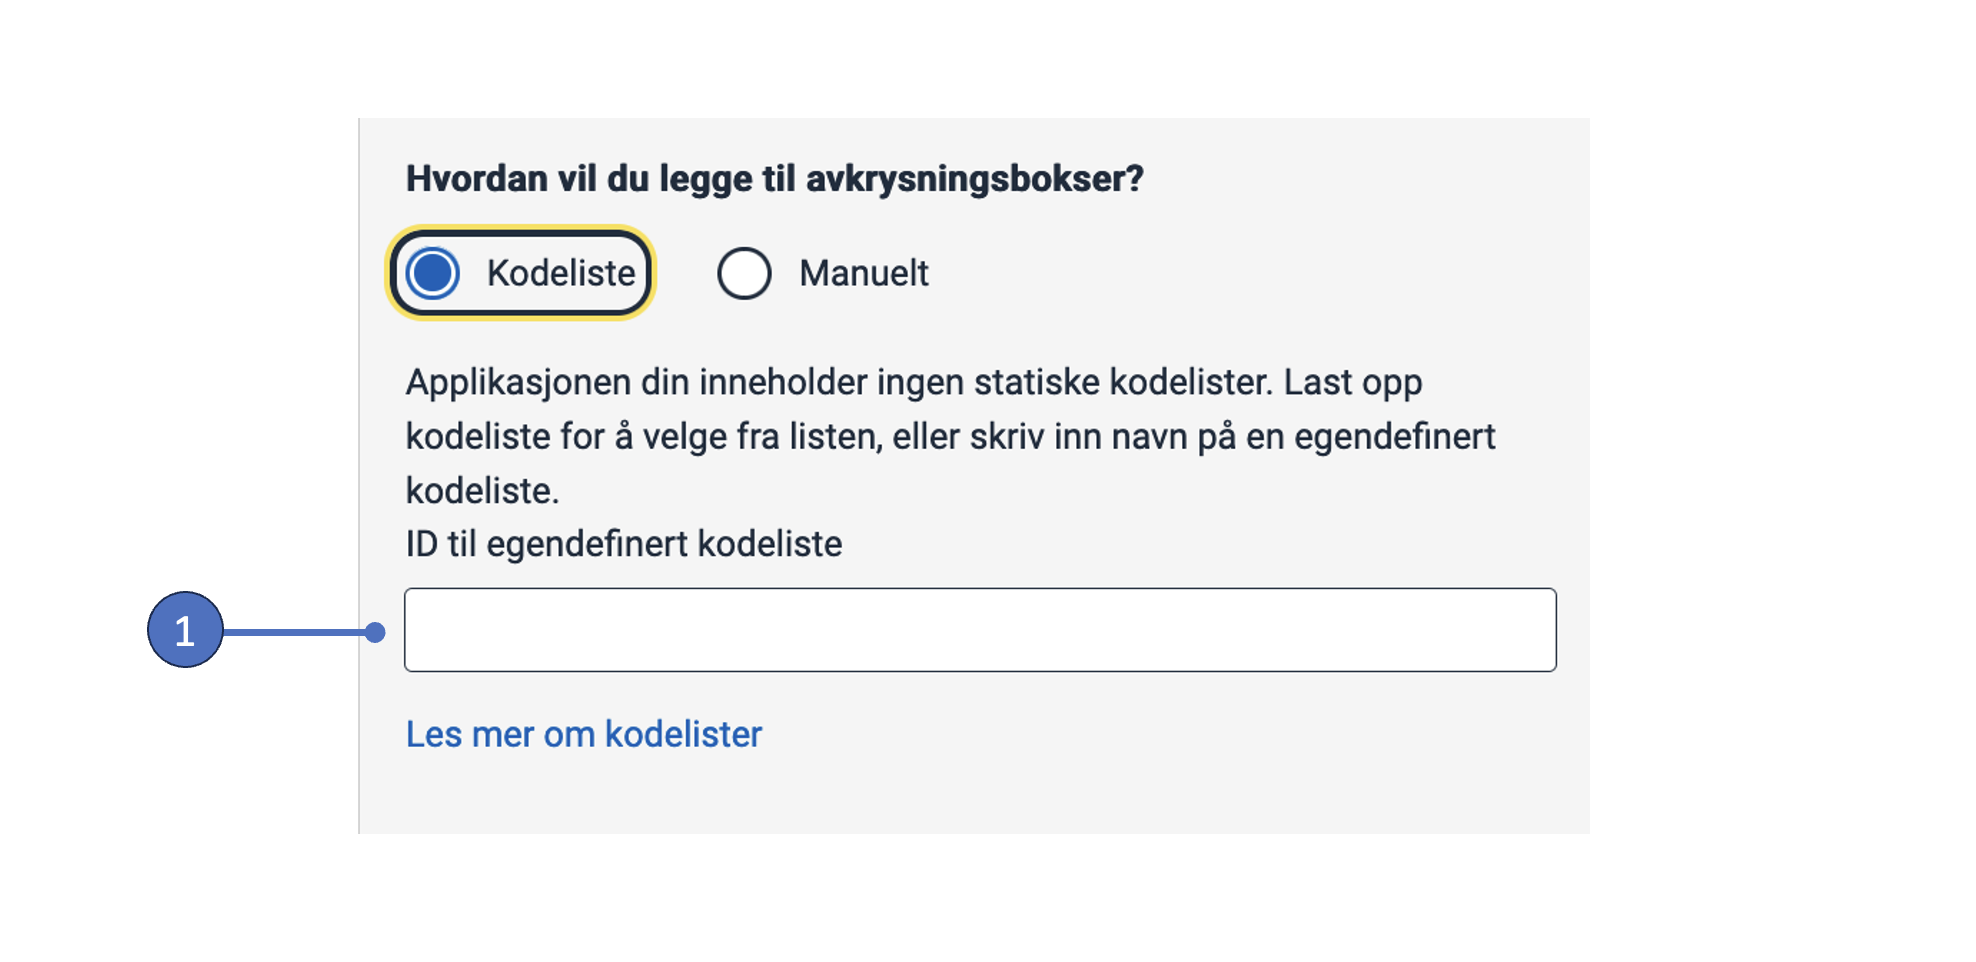 Hvordan vil du legge til avkrysningsbokser?
Kodeliste Manuelt
Applikasjonen din inneholder ingen statiske kodelister. Last opp
kodeliste for å velge fra listen, eller skriv inn navn på en egendefinert
kodeliste.
ID til egendefinert kodeliste
1
Les mer om kodelister